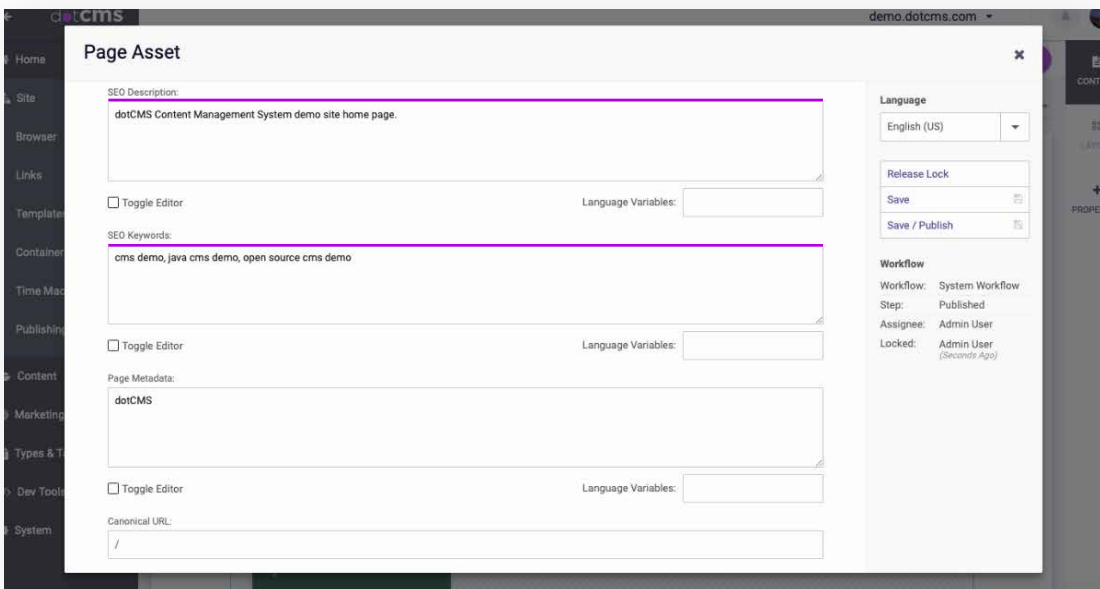 dotCMS
demo.dotcms.com
Page Asset
Home
Site
Browser
Links
Time
Publishing
Content
Marketing
Types &
Dev Tools
System
SEO Description:
dotCMS Content Management System demo site home page.
Toggle Editor
Language Variables:
SEO Keywords:
cms demo, java cms demo, open source cms demo
Toggle Editor
Language Variables:
Page Metadata:
dotCMS
Toggle Editor
Language Variables:
Canonical URL:
/
Language
English (US)
Release Lock
Save
Save / Publish
Workflow
Workflow: System Workflow
Step: Published
Assignee: Admin User
Locked: Admin User
(Seconds Ago)